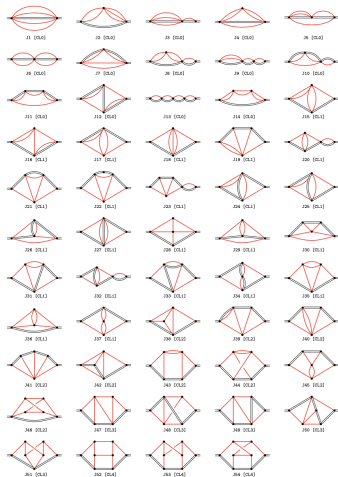 J1 [CL0] J2 [CL0] J3 [CL0] J4 [CL0] J5 [CL0]
J6 [CL0] J7 [CL0] J8 [CL0] J9 [CL0] J10 [CL0]
J11 [CL0] J12 [CL0] J13 [CL0] J14 [CL0] J15 [CL1]
J16 [CL1] J17 [CL1] J18 [CL1] J19 [CL1] J20 [CL1]
J21 [CL1] J22 [CL1] J23 [CL1] J24 [CL1] J25 [CL1]
J26 [CL1] J27 [CL1] J28 [CL1] J29 [CL1] J30 [CL1]
J31 [CL1] J32 [CL1] J33 [CL1] J34 [CL1] J35 [CL1]
J36 [CL1] J37 [CL1] J38 [CL2] J39 [CL2] J40 [CL2]
J41 [CL2] J42 [CL2] J43 [CL2] J44 [CL2] J45 [CL2]
J46 [CL2] J47 [CL3] J48 [CL3] J49 [CL3] J50 [CL3]
J51 [CL3] J52 [CL4] J53 [CL4] J54 [CL4]